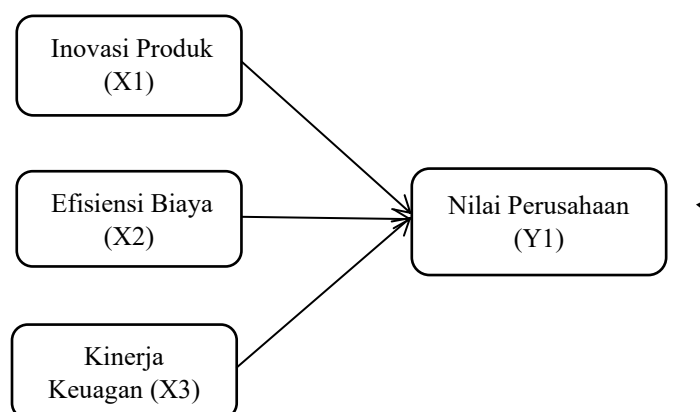 Inovasi Produk
(X1)
Efisiensi Biaya
(X2)
Nilai Perusahaan
(Y1)
Kinerja
Keuagan (X3)